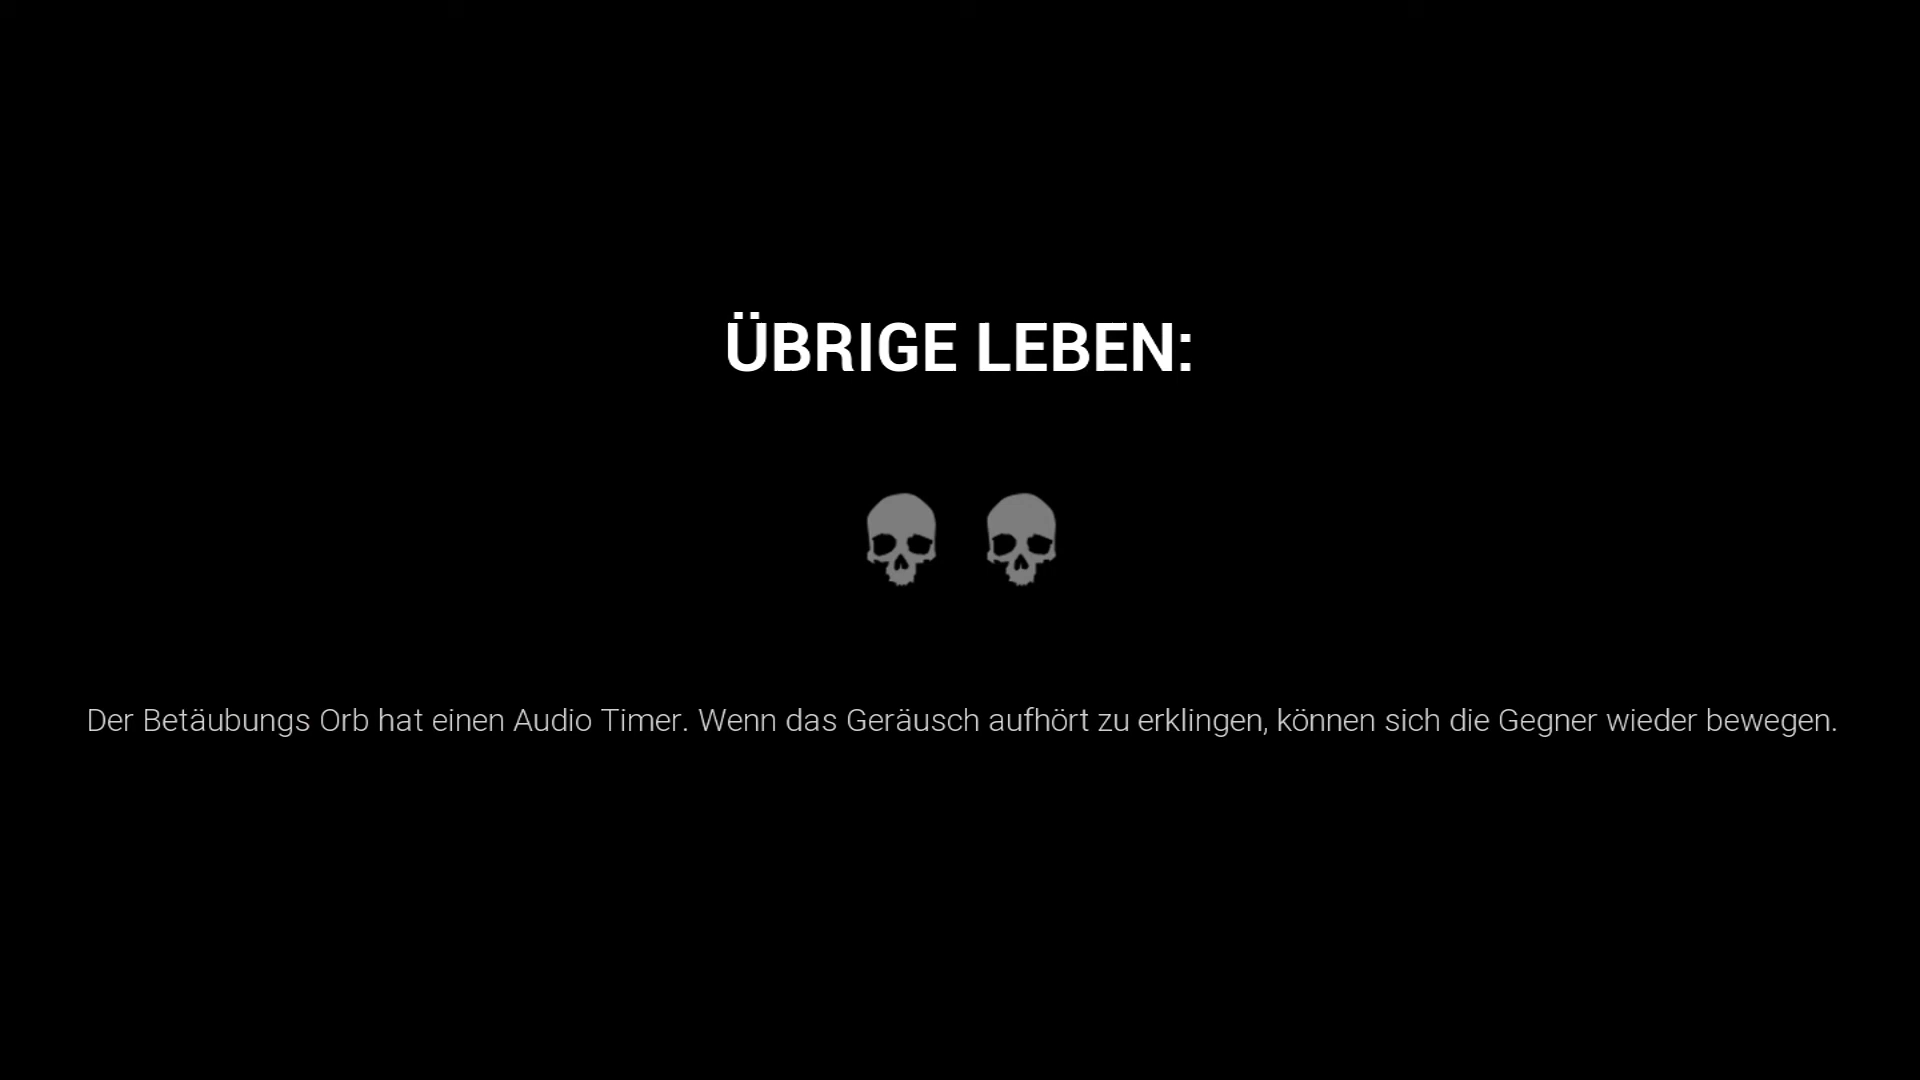 ÜBRIGE LEBEN:
Der Betäubungs Orb hat einen Audio Timer. Wenn das Geräusch aufhört zu erklingen, können sich die Gegner wieder bewegen.